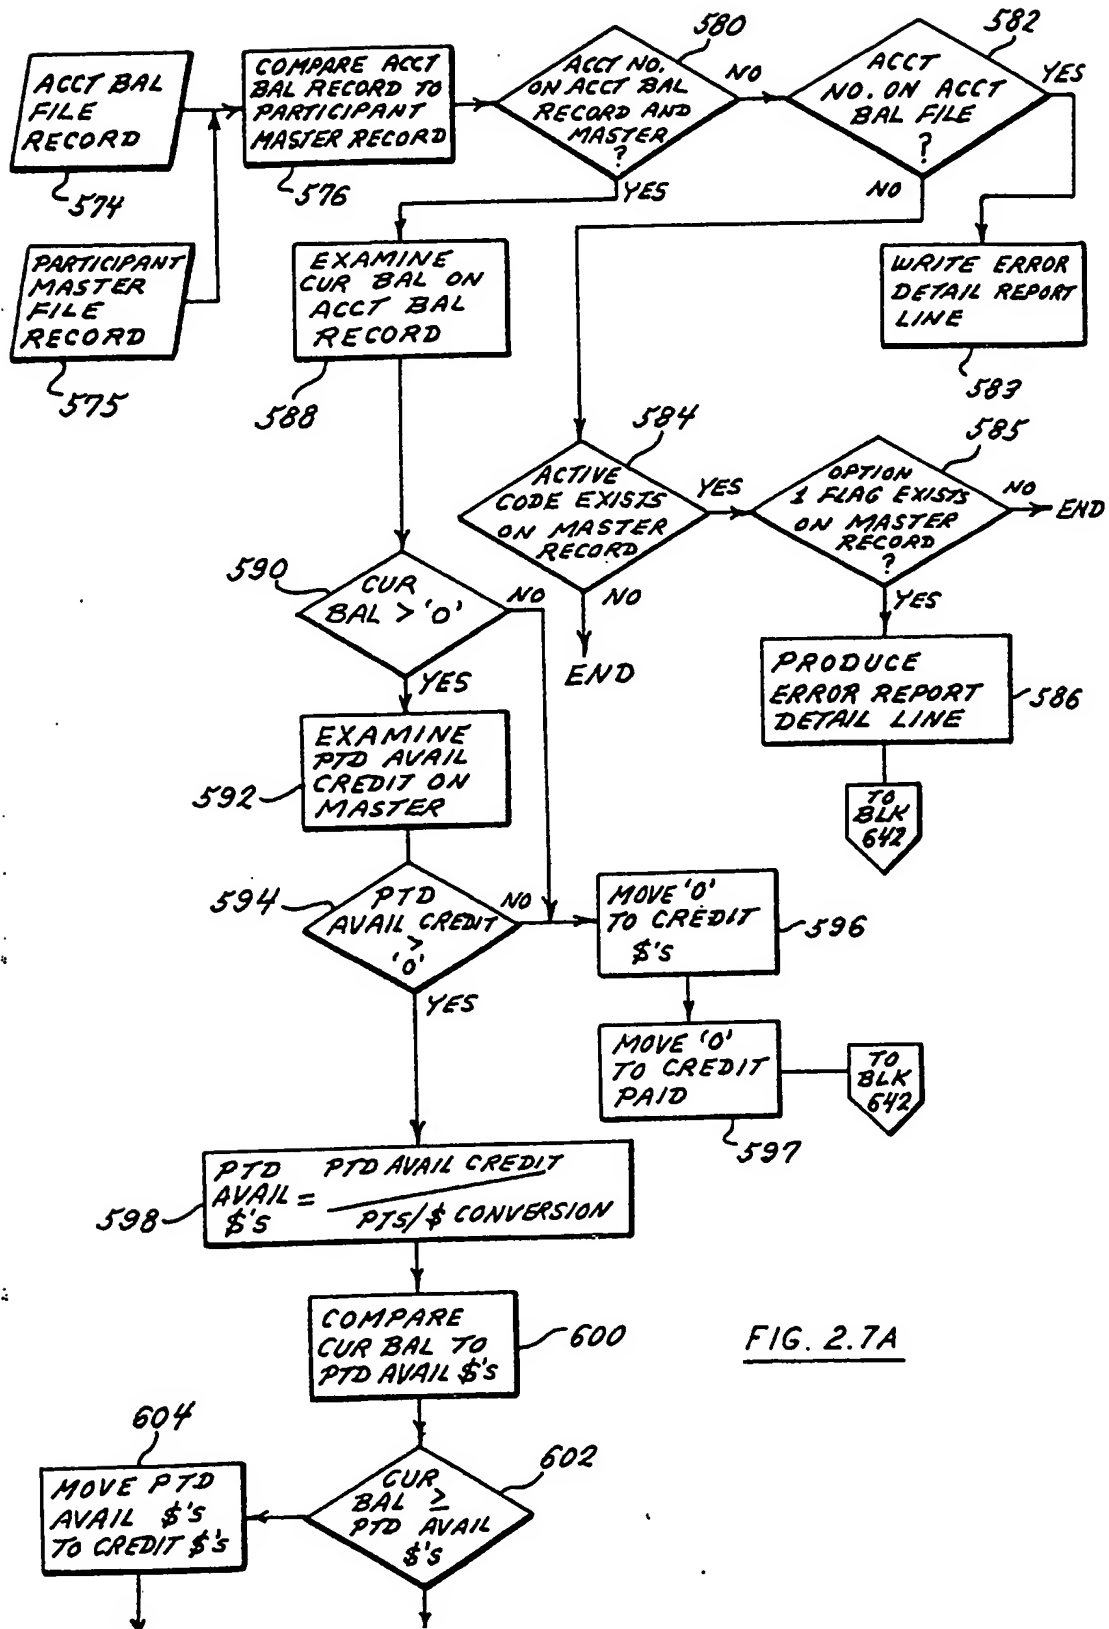 ACCT BAL
FILE
RECORD
574
PARTICIPANT
MASTER
FILE
RECORD
575
COMPARE ACCT
BAL RECORD TO
PARTICIPANT
MASTER RECORD
576
ACCT NO.
ON ACCT BAL
RECORD AND
MASTER
?
580
NO
YES
ACCT
NO. ON ACCT
BAL FILE
?
582
YES
NO
WRITE ERROR
DETAIL REPORT
LINE
583
EXAMINE
CUR BAL ON
ACCT BAL
RECORD
588
ACTIVE
CODE EXISTS
ON MASTER
RECORD
584
YES
NO
END
OPTION
1 FLAG EXISTS
ON MASTER
RECORD
?
585
NO
END
YES
PRODUCE
ERROR REPORT
DETAIL LINE
586
TO
BLK
642
590
CUR
BAL > '0'
NO
YES
EXAMINE
PTD AVAIL
CREDIT ON
MASTER
592
594
PTD
AVAIL CREDIT
>
'0'
NO
YES
MOVE '0'
TO CREDIT
$'S
596
MOVE '0'
TO CREDIT
PAID
597
TO
BLK
642
598
PTD
AVAIL =
$'S
PTD AVAIL CREDIT
PTS/$ CONVERSION
COMPARE
CUR BAL TO
PTD AVAIL $'S
600
FIG. 2.7A
604
MOVE PTD
AVAIL $'S
TO CREDIT $'S
602
CUR
BAL ≥
PTD AVAIL
$'S